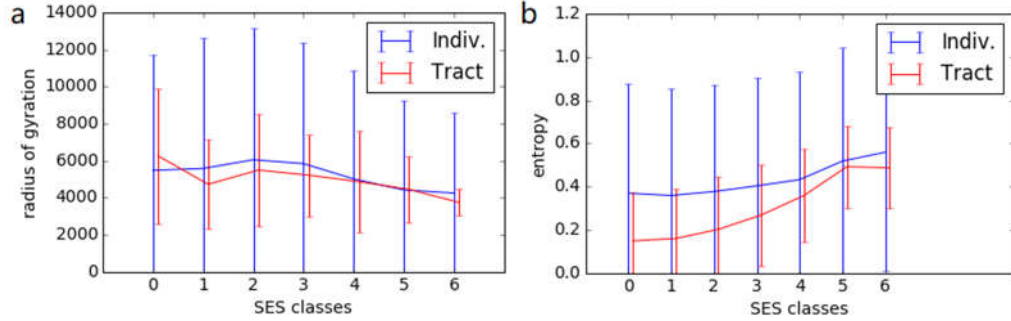 a
14000
12000
10000
8000
6000
4000
2000
0
radius of gyration
Indiv.
Tract
0 1 2 3 4 5 6
SES classes
b
1.2
1.0
0.8
0.6
0.4
0.2
0.0
entropy
Indiv.
Tract
0 1 2 3 4 5 6
SES classes